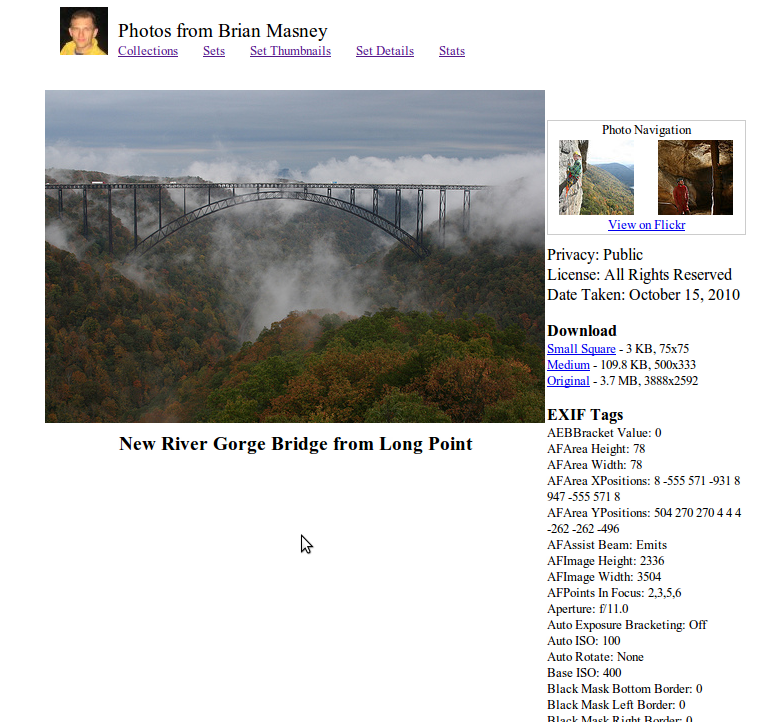 Photos from Brian Masney
Collections Sets Set Thumbnails Set Details Stats
Photo Navigation
View on Flickr
Privacy: Public
License: All Rights Reserved
Date Taken: October 15, 2010
Download
Small Square - 3 KB, 75x75
Medium - 109.8 KB, 500x333
Original - 3.7 MB, 3888x2592
EXIF Tags
AEBBracket Value: 0
AFArea Height: 78
AFArea Width: 78
AFArea XPositions: 8 -555 571 -931 8
947 -555 571 8
AFArea YPositions: 504 270 270 4 4 4
-262 -262 -496
AFAssist Beam: Emits
AFImage Height: 2336
AFImage Width: 3504
AFPoints In Focus: 2,3,5,6
Aperture: f/11.0
Auto Exposure Bracketing: Off
Auto ISO: 100
Auto Rotate: None
Base ISO: 400
Black Mask Bottom Border: 0
Black Mask Left Border: 0
Black Mask Right Border: 0
New River Gorge Bridge from Long Point